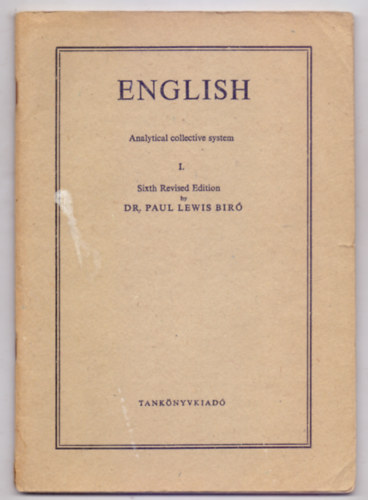 ENGLISH
Analytical collective system
I.
Sixth Revised Edition
by
DR. PAUL LEWIS BIRÓ
TANKÖNYVKIADÓ